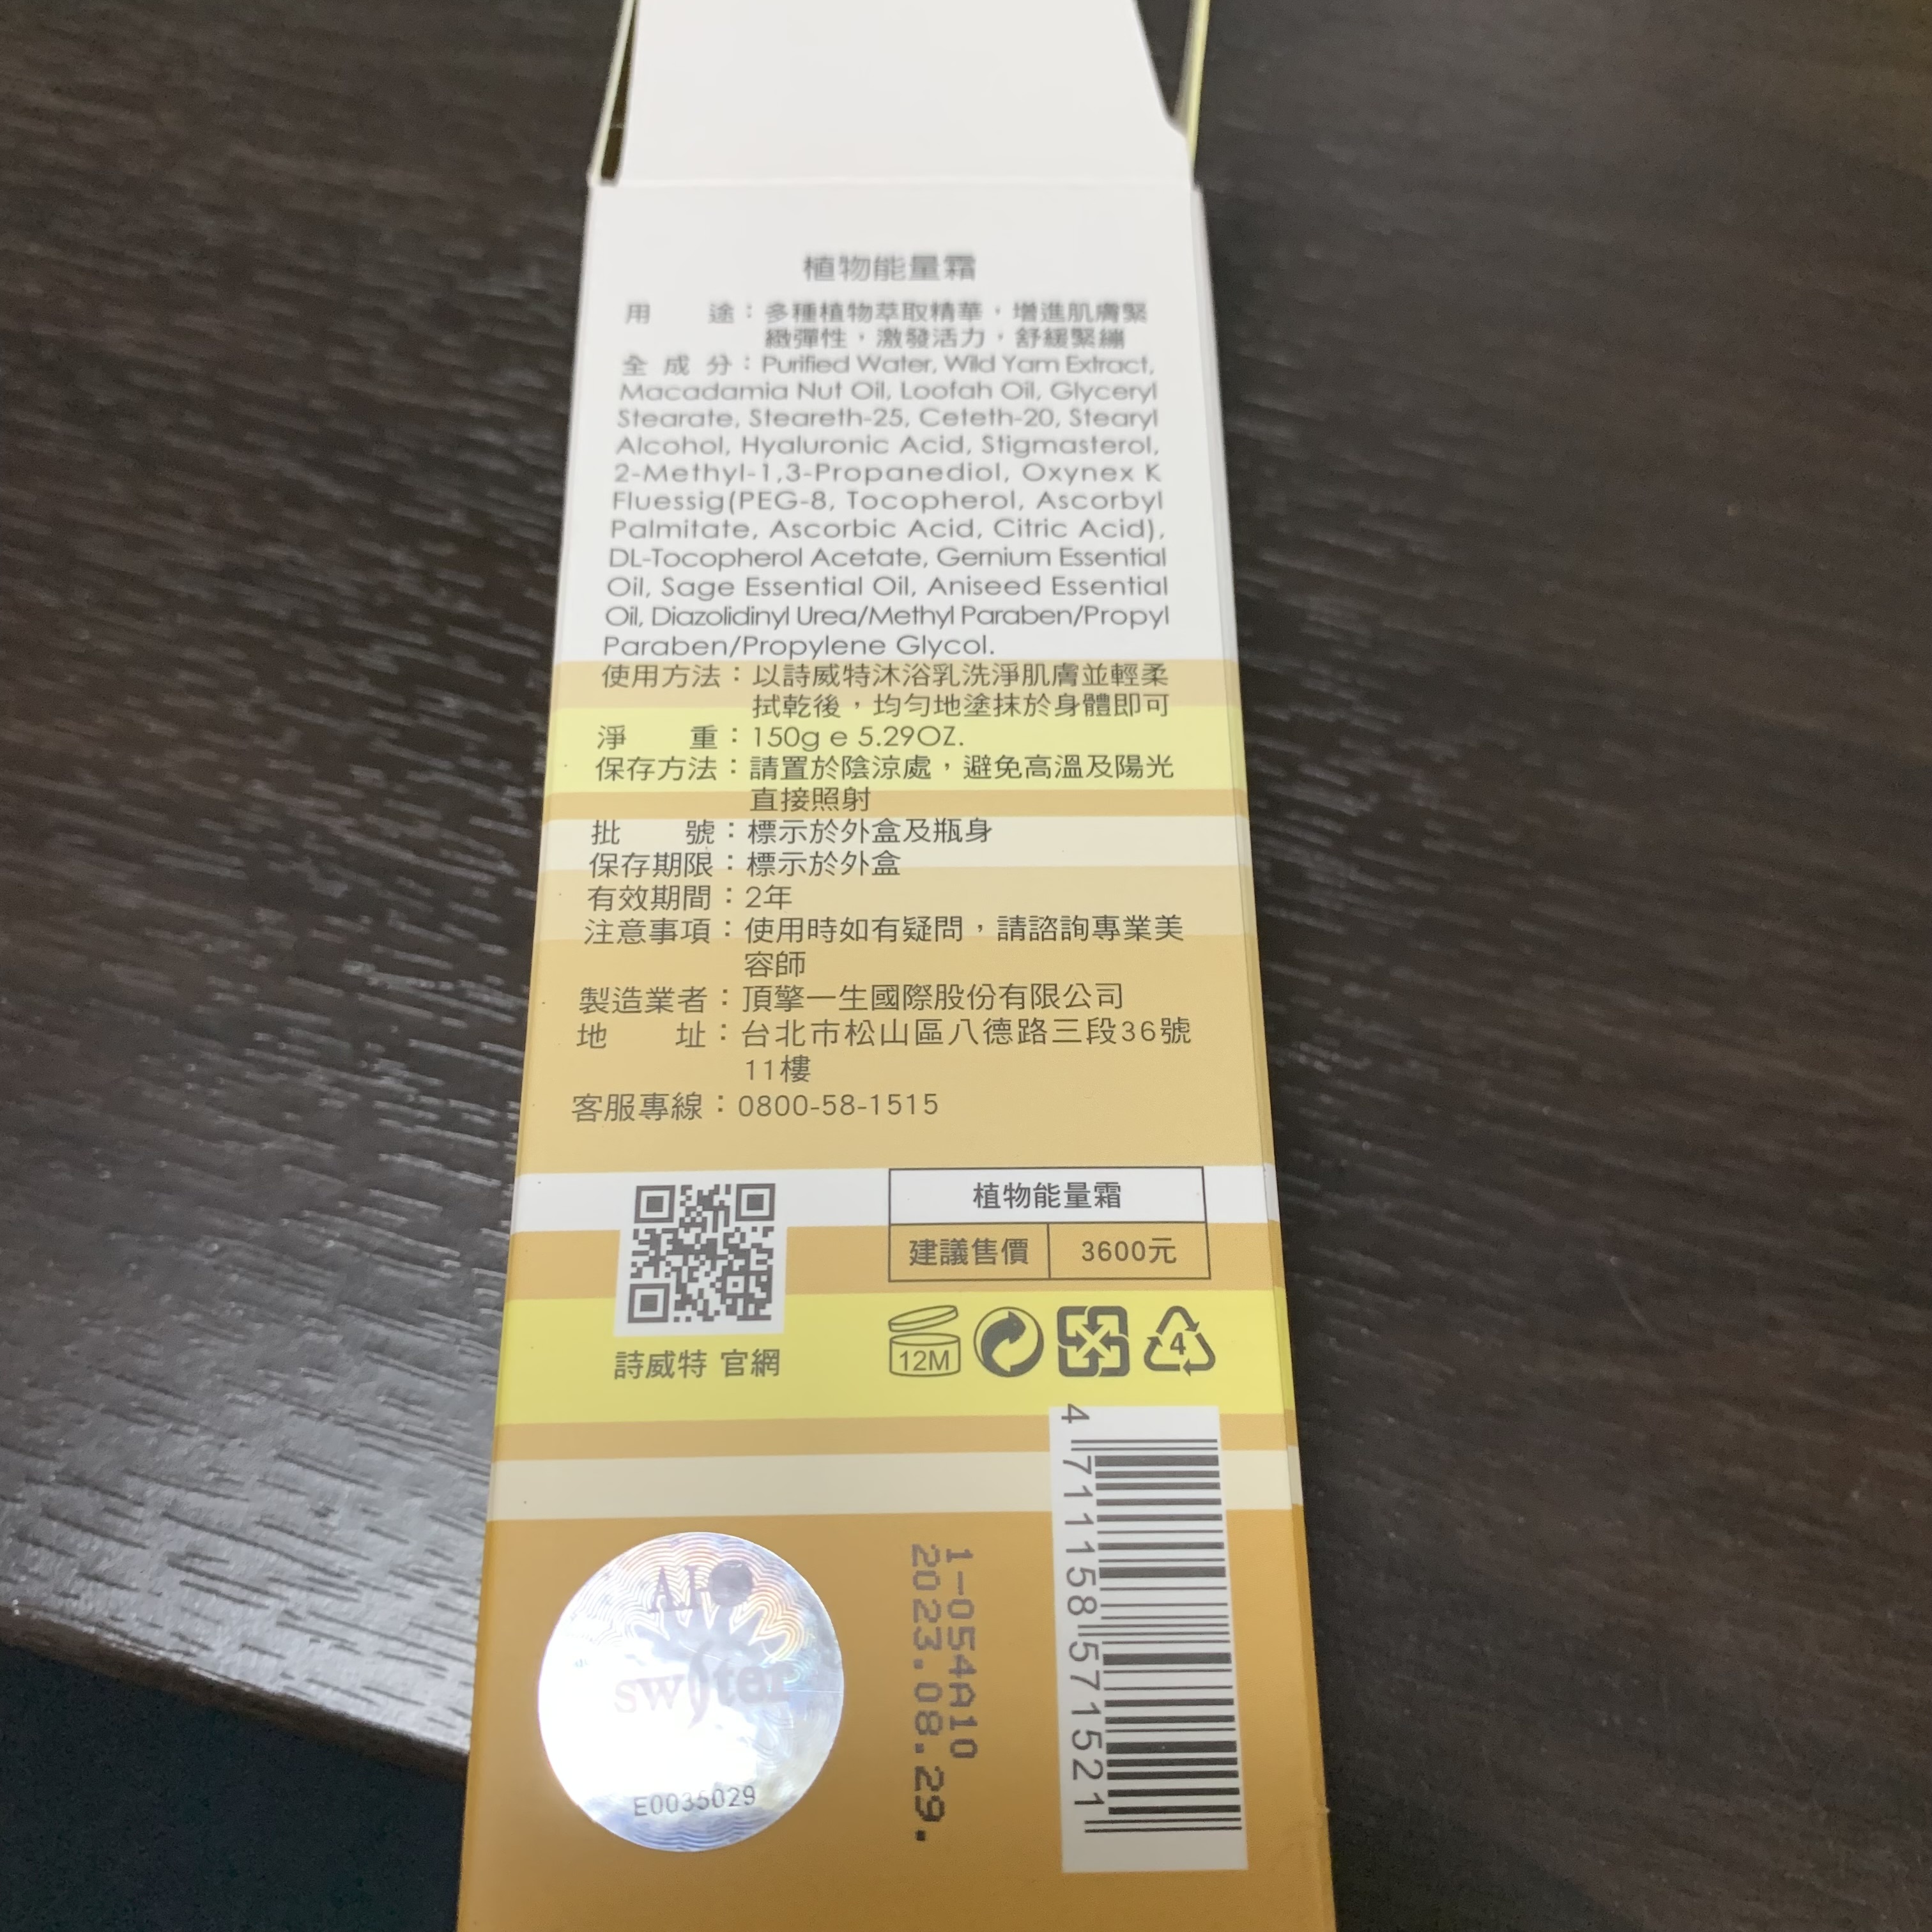 植物能量霜
用 途：多種植物萃取精華，增進肌膚緊
緻彈性，激發活力，舒緩緊繃
全 成 分：Purified Water, Wild Yam Extract,
Macadamia Nut Oil, Loofah Oil, Glyceryl
Stearate, Steareth-25, Ceteth-20, Stearyl
Alcohol, Hyaluronic Acid, Stigmasterol,
2-Methyl-1,3-Propanediol, Oxynex K
Fluessig(PEG-8, Tocopherol, Ascorbyl
Palmitate, Ascorbic Acid, Citric Acid),
DL-Tocopherol Acetate, Gernium Essential
Oil, Sage Essential Oil, Aniseed Essential
Oil, Diazolidinyl Urea/Methyl Paraben/Propyl
Paraben/Propylene Glycol.
使用方法：以詩威特沐浴乳洗淨肌膚並輕柔
拭乾後，均勻地塗抹於身體即可
淨 重：150g e 5.29OZ.
保存方法：請置於陰涼處，避免高溫及陽光
直接照射
批 號：標示於外盒及瓶身
保存期限：標示於外盒
有效期間：2年
注意事項：使用時如有疑問，請諮詢專業美
容師
製造業者：頂擎一生國際股份有限公司
地 址：台北市松山區八德路三段36號
11樓
客服專線：0800-58-1515
植物能量霜
建議售價 3600元
詩威特 官網
12M
4
4 711158 571521
1-054A10
2023.08.29.
E0035029